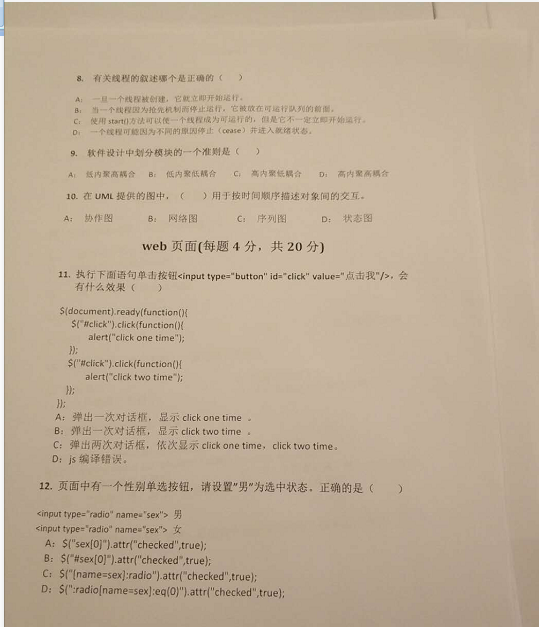 8. 有关线程的叙述哪个是正确的（ ）
A: 一旦一个线程被创建，它就立即开始运行。
B: 当一个线程因为抢先机制而停止运行，它被放在可运行队列的前面。
C: 使用 start()方法可以使一个线程成为可运行的，但是它不一定立即开始运行。
D: 一个线程可能因为不同的原因停止（cease）并进入就绪状态。
9. 软件设计中划分模块的一个准则是（ ）
A: 低内聚高耦合 B: 低内聚低耦合 C: 高内聚低耦合 D: 高内聚高耦合
10. 在 UML 提供的图中，（ ）用于按时间顺序描述对象间的交互。
A: 协作图 B: 网络图 C: 序列图 D: 状态图
web 页面(每题 4 分，共 20 分)
11. 执行下面语句单击按钮<input type="button" id="click" value="点击我"/>，会
有什么效果（ ）
$(document).ready(function(){
$("#click").click(function(){
alert("click one time");
});
$("#click").click(function(){
alert("click two time");
});
});
A: 弹出一次对话框，显示 click one time 。
B: 弹出一次对话框，显示 click two time 。
C: 弹出两次对话框，依次显示 click one time，click two time。
D: js 编译错误。
12. 页面中有一个性别单选按钮，请设置"男"为选中状态。正确的是（ ）
<input type="radio" name="sex"> 男
<input type="radio" name="sex"> 女
A: $("sex[0]").attr("checked",true);
B: $("#sex[0]").attr("checked",true);
C: $("[name=sex]:radio").attr("checked",true);
D: $(":radio[name=sex]:eq(0)").attr("checked",true);